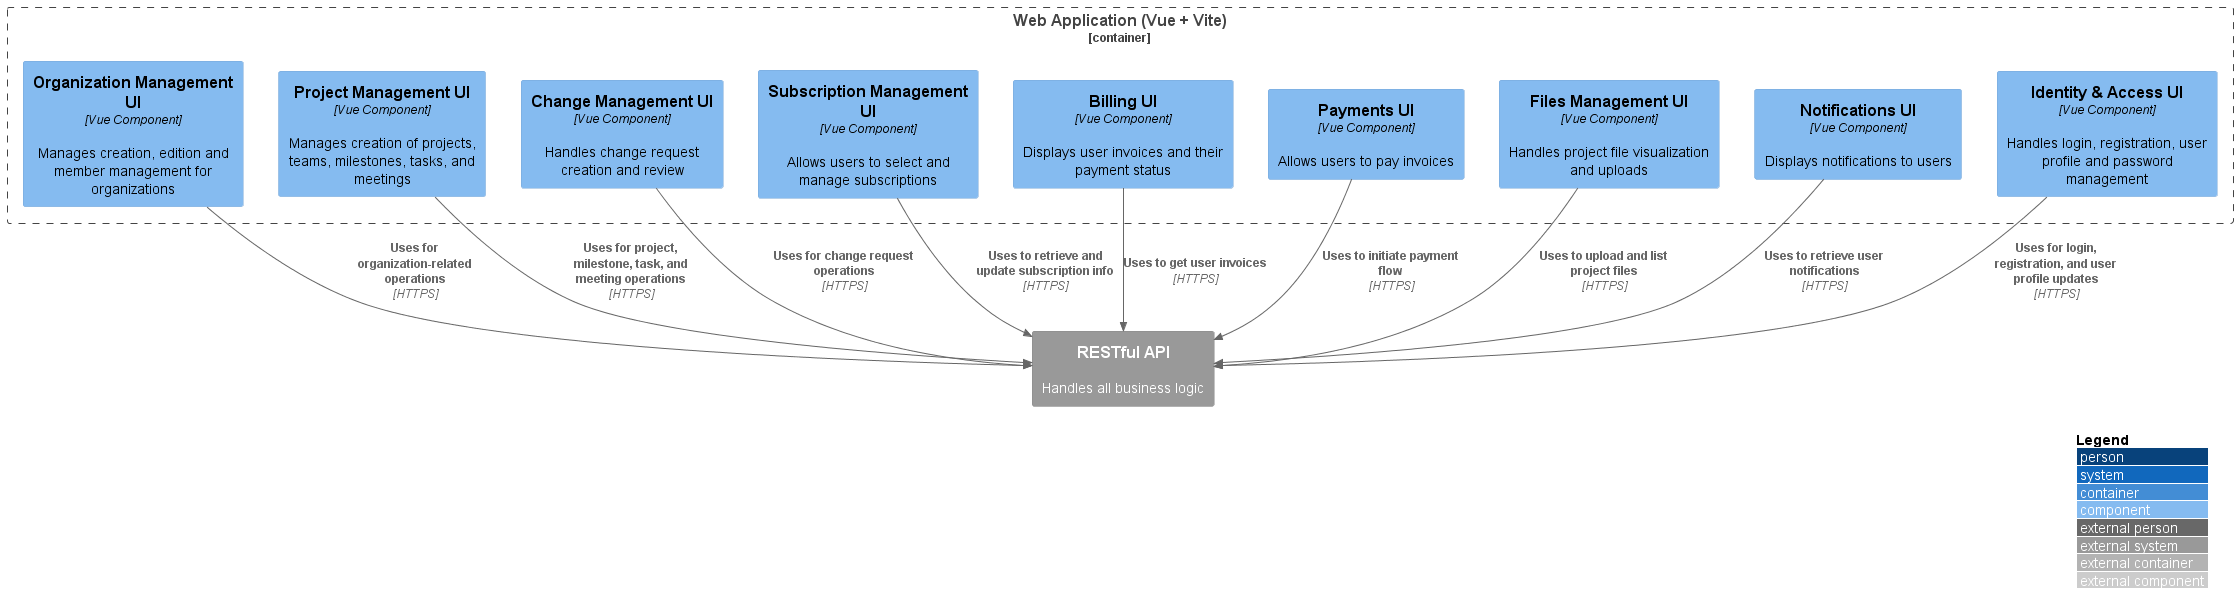 Web Application (Vue + Vite)
[container]
Organization Management
UI
[Vue Component]
Manages creation, edition and
member management for
organizations
Project Management UI
[Vue Component]
Manages creation of projects,
teams, milestones, tasks, and
meetings
Change Management UI
[Vue Component]
Handles change request
creation and review
Subscription Management
UI
[Vue Component]
Allows users to select and
manage subscriptions
Billing UI
[Vue Component]
Displays user invoices and their
payment status
Payments UI
[Vue Component]
Allows users to pay invoices
Files Management UI
[Vue Component]
Handles project file visualization
and uploads
Notifications UI
[Vue Component]
Displays notifications to users
Identity & Access UI
[Vue Component]
Handles login, registration, user
profile and password
management
Uses for
organization-related
operations
[HTTPS]
Uses for project,
milestone, task, and
meeting operations
[HTTPS]
Uses for change request
operations
[HTTPS]
Uses to retrieve and
update subscription info
[HTTPS]
Uses to get user invoices
[HTTPS]
Uses to initiate payment
flow
[HTTPS]
Uses to upload and list
project files
[HTTPS]
Uses to retrieve user
notifications
[HTTPS]
Uses for login,
registration, and user
profile updates
[HTTPS]
RESTful API
Handles all business logic
Legend
person
system
container
component
external person
external system
external container
external component